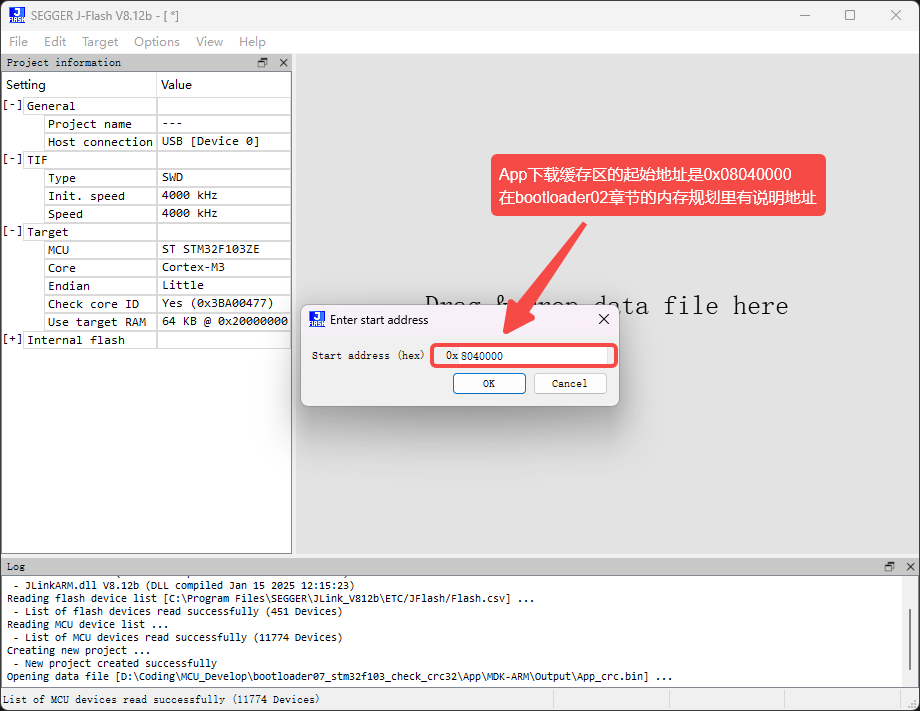 SEGGER J-Flash V8.12b - [ *]
File Edit Target Options View Help
Project information
Setting Value
[-] General
Project name ---
Host connection USB [Device 0]
[-] TIF
Type SWD
Init. speed 4000 kHz
Speed 4000 kHz
[-] Target
MCU ST STM32F103ZE
Core Cortex-M3
Endian Little
Check core ID Yes (0x3BA00477)
Use target RAM 64 KB @ 0x20000000
[+] Internal flash
App下载缓存区的起始地址是0x08040000
在bootloader02章节的内存规划里有说明地址
Drag & Drop data file here
Enter start address
Start address (hex) 0x 8040000
OK Cancel
Log
- JLinkARM.dll V8.12b (DLL compiled Jan 15 2025 12:15:23)
Reading flash device list [C:\Program Files\SEGGER\JLink_V812b\ETC/JFlash/Flash.csv] ...
- List of flash devices read successfully (451 Devices)
Reading MCU device list ...
- List of MCU devices read successfully (11774 Devices)
Creating new project ...
- New project created successfully
Opening data file [D:\Coding\MCU_Develop\bootloader07_stm32f103_check_crc32\App\MDK-ARM\Output\App_crc.bin] ...
List of MCU devices read successfully (11774 Devices)